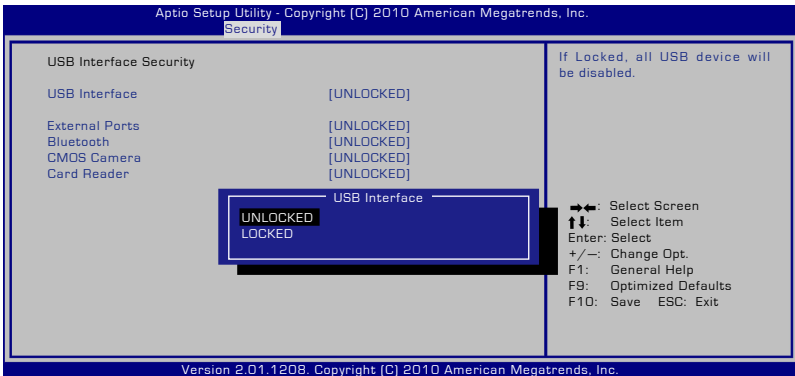 Aptio Setup Utility - Copyright (C) 2010 American Megatrends, Inc.
Security
USB Interface Security
USB Interface [UNLOCKED]
External Ports [UNLOCKED]
Bluetooth [UNLOCKED]
CMOS Camera [UNLOCKED]
Card Reader [UNLOCKED]
USB Interface
UNLOCKED
LOCKED
If Locked, all USB device will
be disabled.
→←: Select Screen
↑↓: Select Item
Enter: Select
+/—: Change Opt.
F1: General Help
F9: Optimized Defaults
F10: Save ESC: Exit
Version 2.01.1208. Copyright (C) 2010 American Megatrends, Inc.